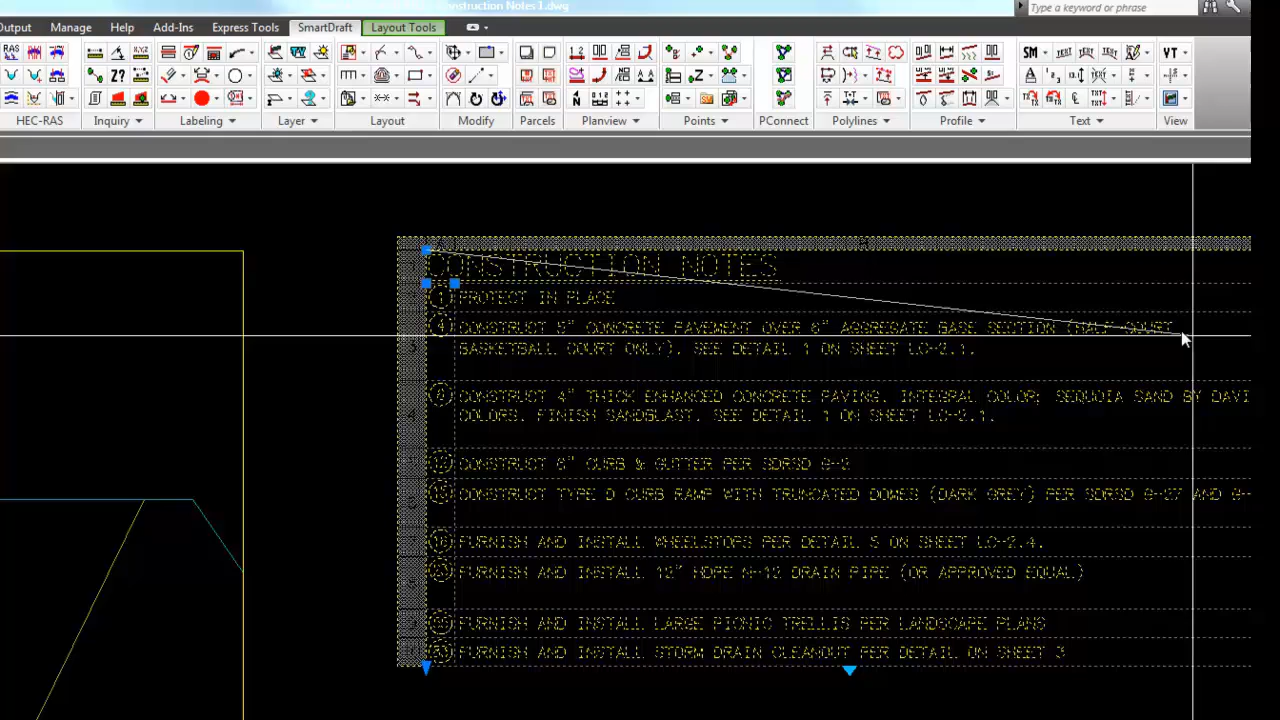 onstruction Notes 1.dwg
Type a keyword or phrase
Output Manage Add-Ins Help Express Tools SmartDraft Layout Tools
HEC-RAS Inquiry Labeling Layer Layout Modify Parcels Planview Points PConnect Polylines Profile Text View
CONSTRUCTION NOTES
1 PROTECT IN PLACE
4 CONSTRUCT 5" CONCRETE PAVEMENT OVER 6" AGGREGATE BASE SECTION (HALF COURT
BASKETBALL COURT ONLY). SEE DETAIL 1 ON SHEET LC-2.1.
CONSTRUCT 4" THICK ENHANCED CONCRETE PAVING. INTEGRAL COLOR: SEQUOIA SAND BY DAVI
COLORS. FINISH SANDBLAST. SEE DETAIL 1 ON SHEET LC-2.1.
CONSTRUCT 6" CURB & GUTTER PER SDRSD G-2
CONSTRUCT TYPE D CURB RAMP WITH TRUNCATED DOMES (DARK GREY) PER SDRSD G-27 AND G-
FURNISH AND INSTALL WHEELSTOPS PER DETAIL 5 ON SHEET LC-2.4.
FURNISH AND INSTALL 12" HDPE N-12 DRAIN PIPE (OR APPROVED EQUAL)
FURNISH AND INSTALL LARGE PICNIC TRELLIS PER LANDSCAPE PLANS
FURNISH AND INSTALL STORM DRAIN CLEANOUT PER DETAIL ON SHEET 3